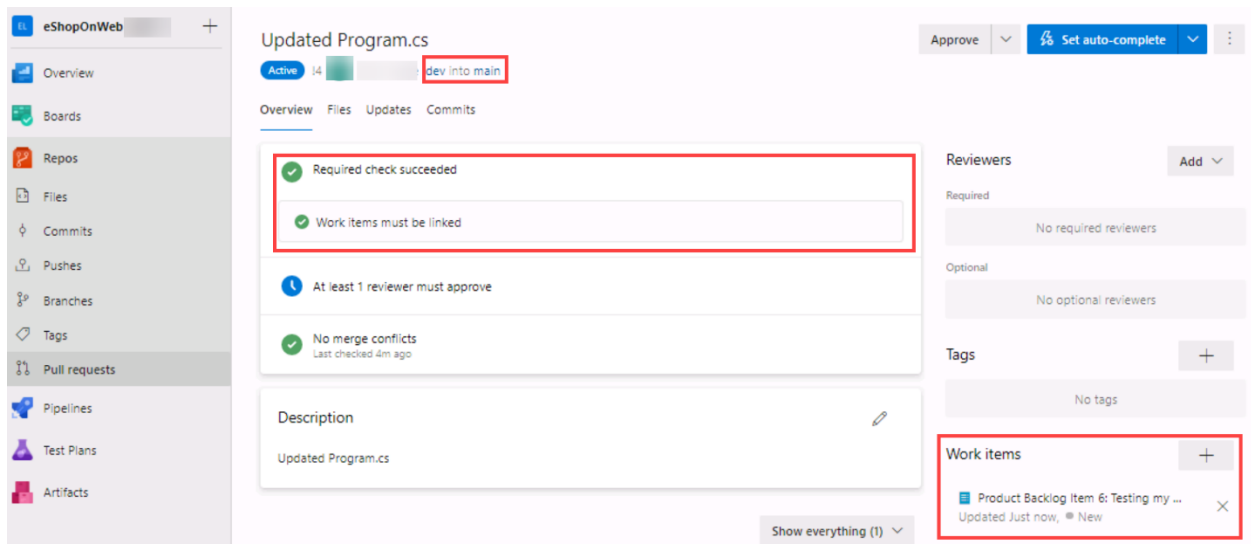 EL eShopOnWeb
Overview
Boards
Repos
Files
Commits
Pushes
Branches
Tags
Pull requests
Pipelines
Test Plans
Artifacts
Updated Program.cs
Approve
Set auto-complete
Active !4 dev into main
Overview Files Updates Commits
Required check succeeded
Work items must be linked
At least 1 reviewer must approve
No merge conflicts
Last checked 4m ago
Description
Updated Program.cs
Show everything (1)
Reviewers
Add
Required
No required reviewers
Optional
No optional reviewers
Tags
No tags
Work items
Product Backlog Item 6: Testing my ...
Updated Just now, New